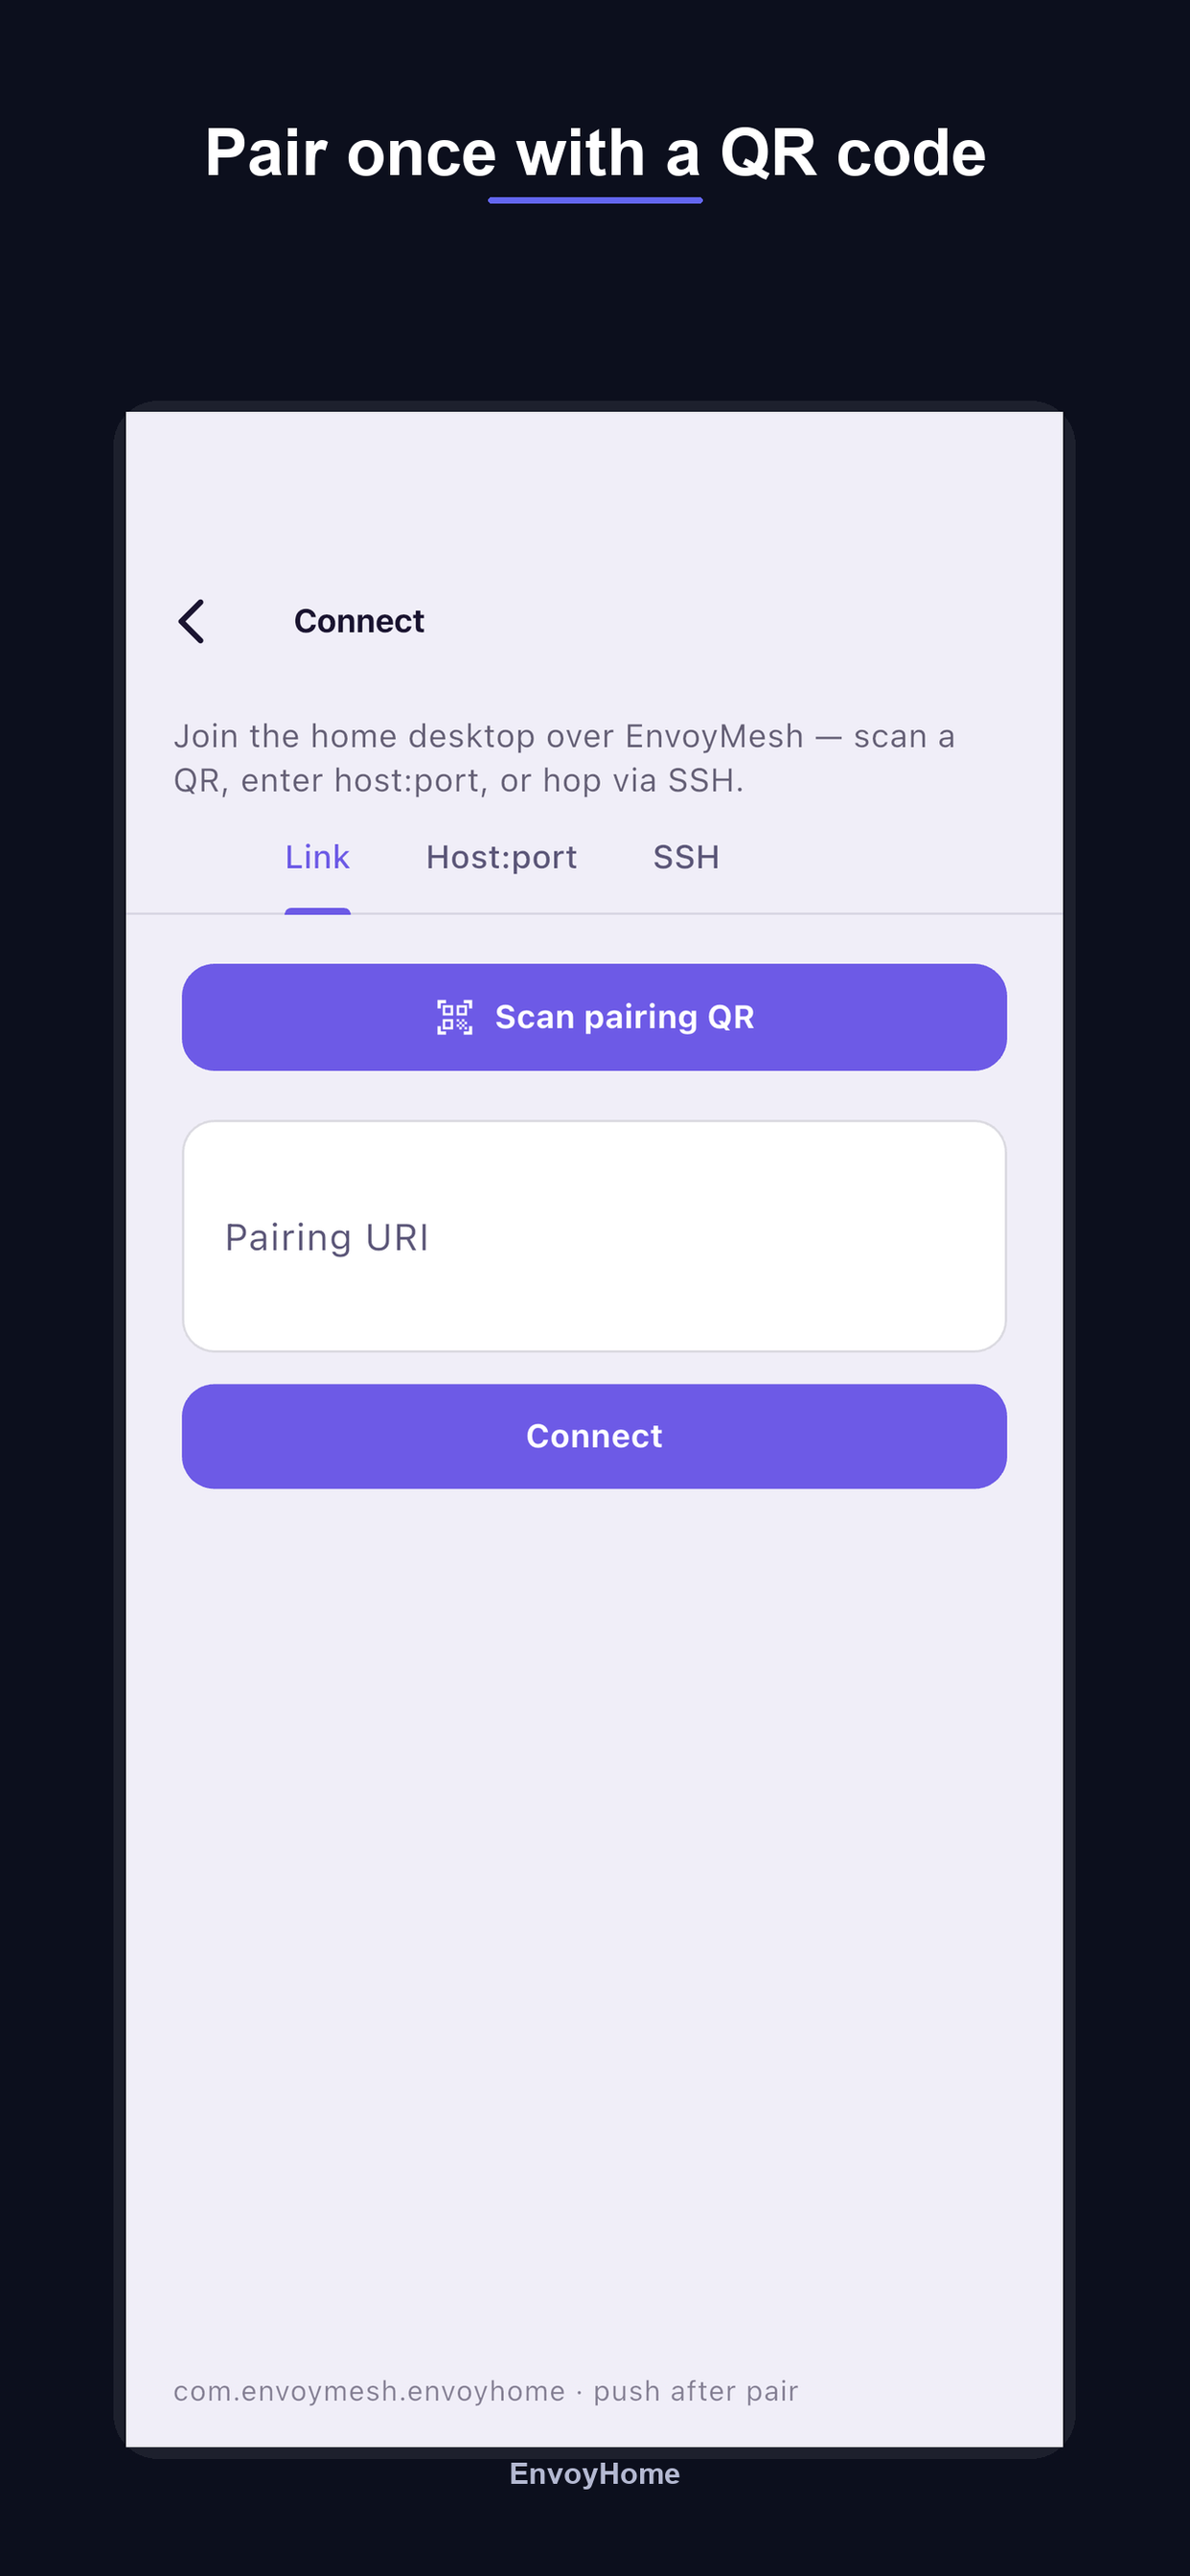 Pair once with a QR code
Connect
Join the home desktop over EnvoyMesh — scan a
QR, enter host:port, or hop via SSH.
Link
Host:port
SSH
Scan pairing QR
Pairing URI
Connect
com.envoymesh.envoyhome · push after pair
EnvoyHome